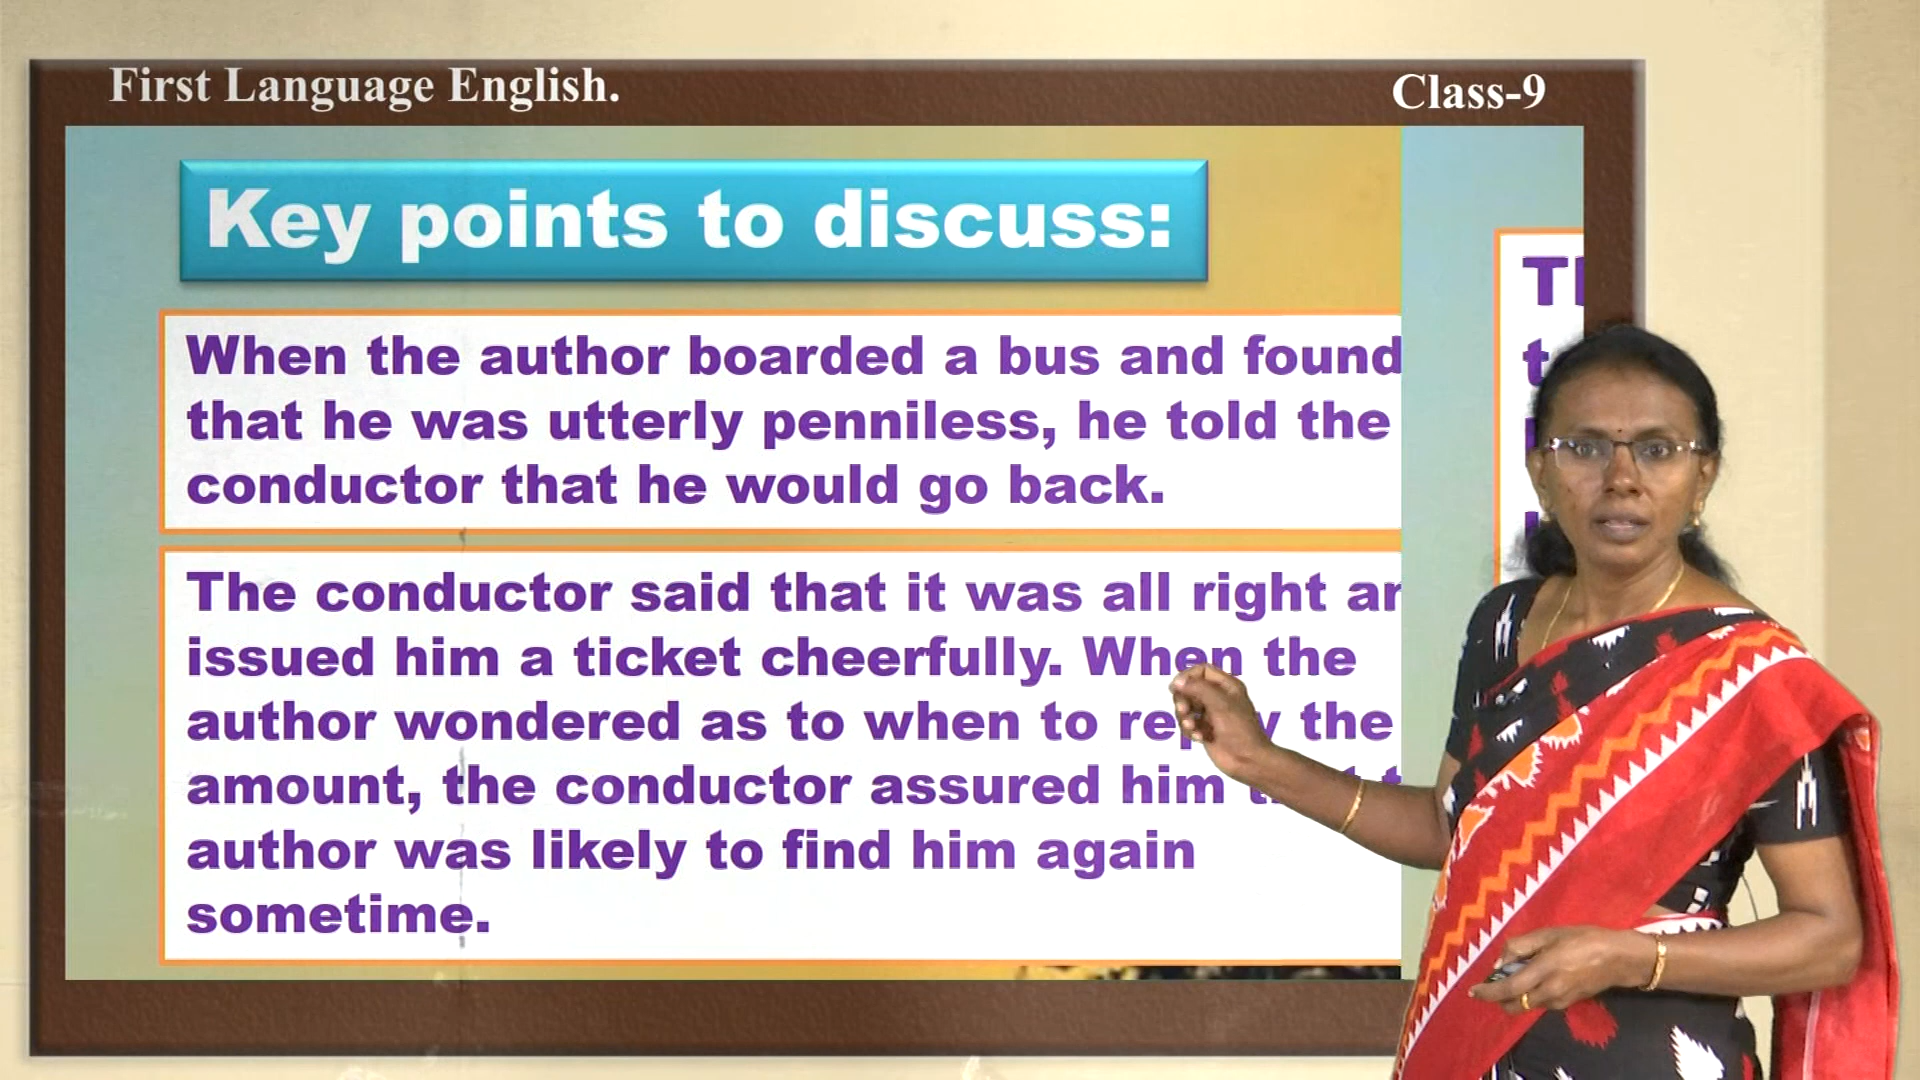 First Language English.
Class-9
Key points to discuss:
When the author boarded a bus and found
that he was utterly penniless, he told the
conductor that he would go back.
The conductor said that it was all right
issued him a ticket cheerfully. When the
author wondered as to when to the
amount, the conductor assured him
author was likely to find him again
sometime.